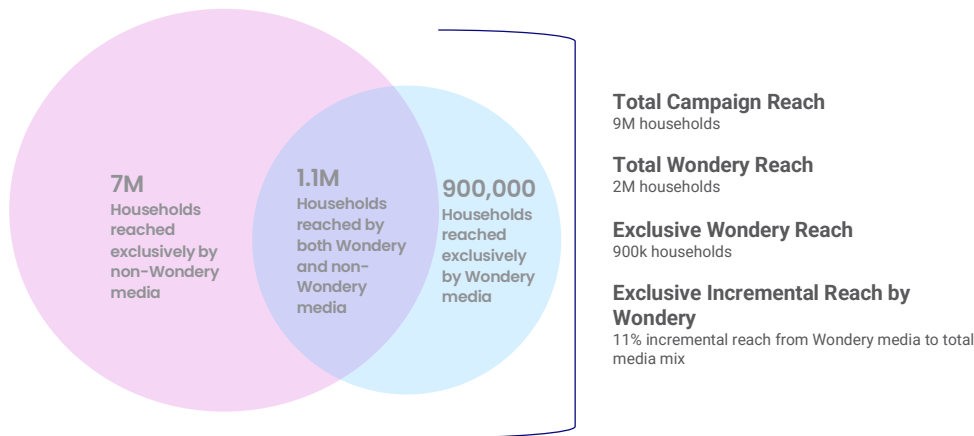 7M
Households
reached
exclusively by
non-Wondery
media
1.1M
Households
reached by
both Wondery
and non-
Wondery
media
900,000
Households
reached
exclusively
by Wondery
media
Total Campaign Reach
9M households
Total Wondery Reach
2M households
Exclusive Wondery Reach
900k households
Exclusive Incremental Reach by
Wondery
11% incremental reach from Wondery media to total
media mix